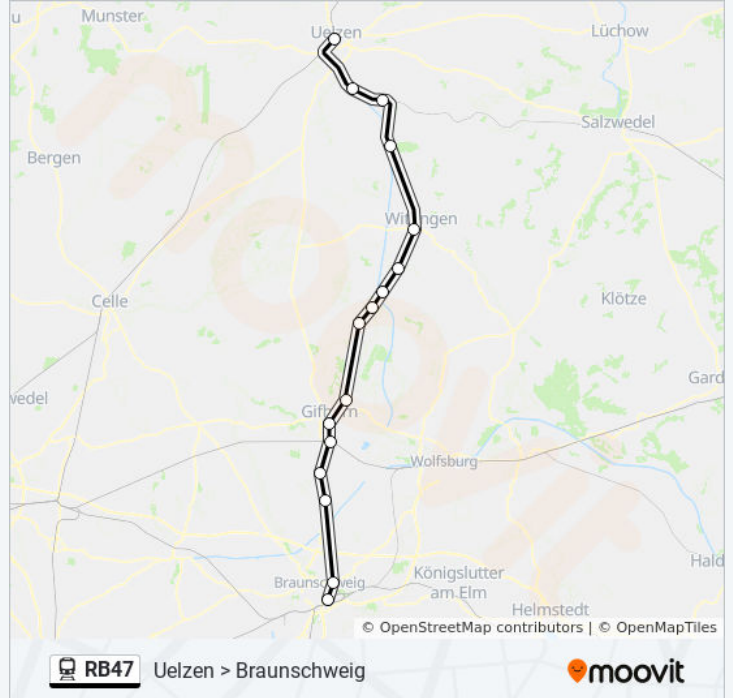 u
Munster
Uelzen
Lüchow
Salzwedel
Bergen
Wittingen
Celle
Klötze
Gard
wedel
Gifhorn
Wolfsburg
Braunschweig
Königslutter
am Elm
Hald
Helmstedt
© OpenStreetMap contributors | © OpenMapTiles
RB47 Uelzen > Braunschweig
moovit